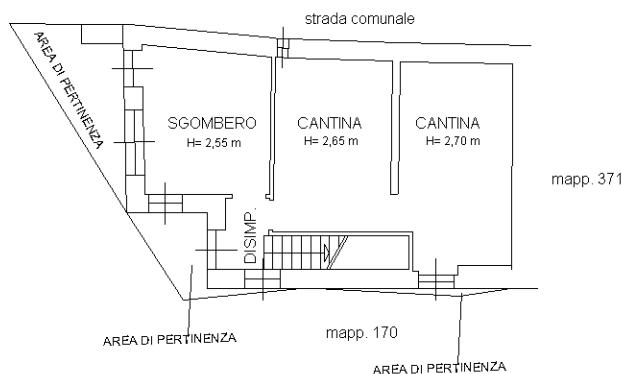 strada comunale
AREA DI PERTINENZA
SGOMBERO
H= 2,55 m
CANTINA
H= 2,65 m
CANTINA
H= 2,70 m
mapp. 371
DISIMP.
AREA DI PERTINENZA
mapp. 170
AREA DI PERTINENZA